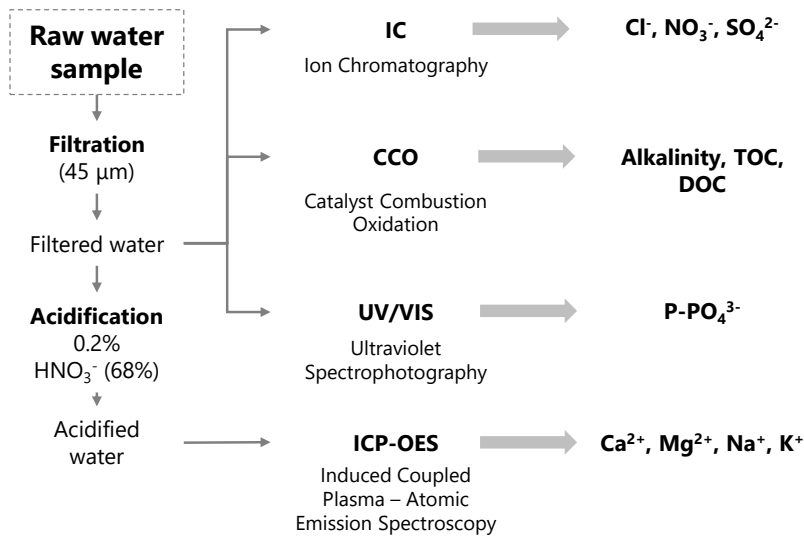 Raw water
sample
Filtration
(45 µm)
Filtered water
Acidification
0.2%
HNO₃⁻ (68%)
Acidified
water
IC
Ion Chromatography
Cl⁻, NO₃⁻, SO₄²⁻
CCO
Catalyst Combustion
Oxidation
Alkalinity, TOC,
DOC
UV/VIS
Ultraviolet
Spectrophotography
P-PO₄³⁻
ICP-OES
Induced Coupled
Plasma – Atomic
Emission Spectroscopy
Ca²⁺, Mg²⁺, Na⁺, K⁺